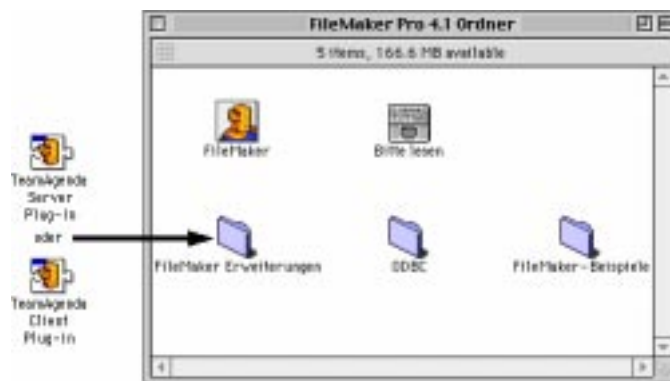 FileMaker Pro 4.1 Ordner
5 items, 166.6 MB available
FileMaker
Bitte lesen
TeamAgenda
Server
Plug-In
oder
FileMaker Erweiterungen
ODBC
FileMaker-Beispiele
TeamAgenda
Client
Plug-In